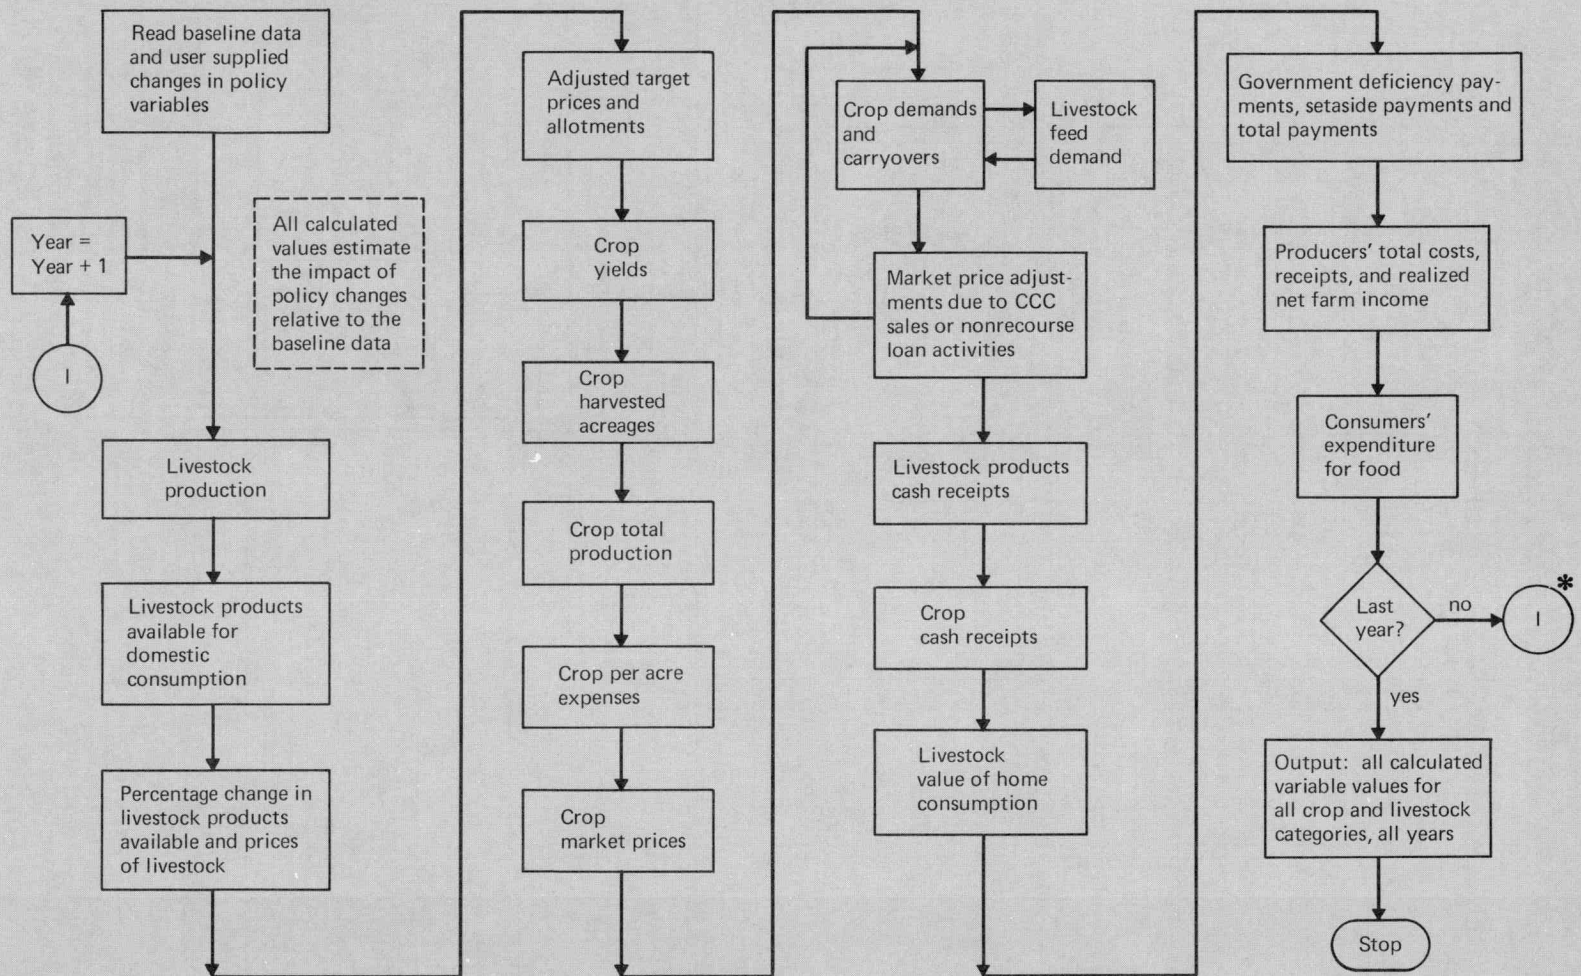 Read baseline data
and user supplied
changes in policy
variables
Year =
Year + 1
I
All calculated
values estimate
the impact of
policy changes
relative to the
baseline data
Livestock
production
Livestock products
available for
domestic
consumption
Percentage change in
livestock products
available and prices
of livestock
Adjusted target
prices and
allotments
Crop
yields
Crop
harvested
acreages
Crop total
production
Crop per acre
expenses
Crop
market prices
Crop demands
and
carryovers
Livestock
feed
demand
Market price adjust-
ments due to CCC
sales or nonrecourse
loan activities
Livestock products
cash receipts
Crop
cash receipts
Livestock
value of home
consumption
Government deficiency pay-
ments, setaside payments and
total payments
Producers' total costs,
receipts, and realized
net farm income
Consumers'
expenditure
for food
Last
year?
no
I
*
yes
Output: all calculated
variable values for
all crop and livestock
categories, all years
Stop